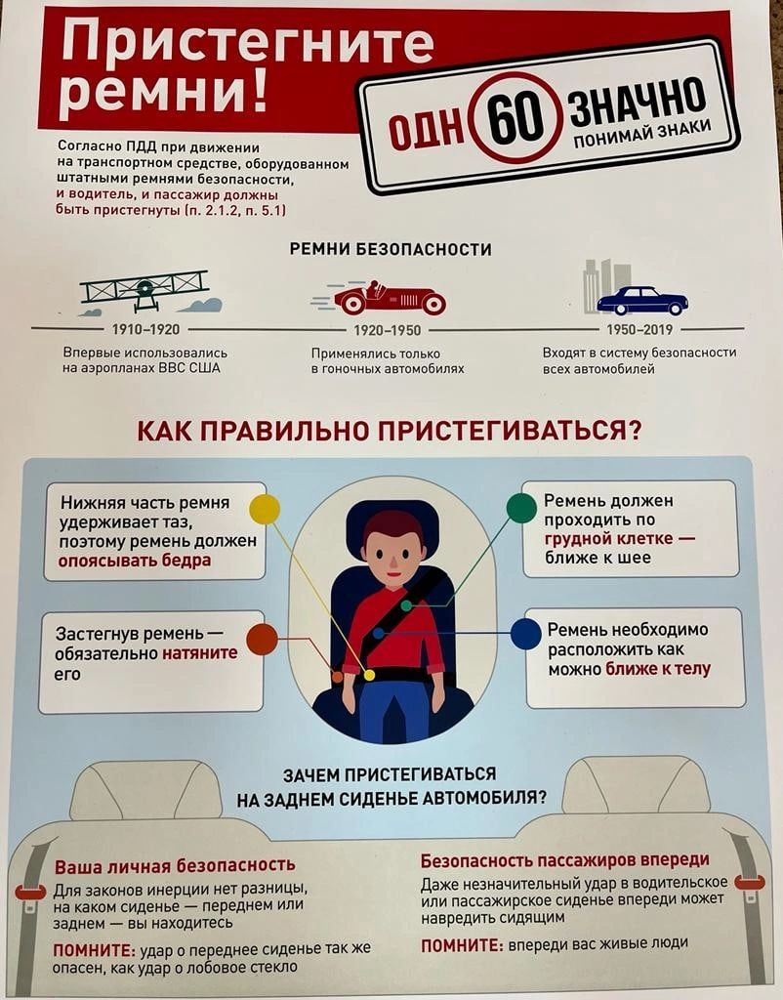 Пристегните
ремни!
ОДН 60 ЗНАЧНО
ПОНИМАЙ ЗНАКИ
Согласно ПДД при движении
на транспортном средстве, оборудованном
штатными ремнями безопасности,
и водитель, и пассажир должны
быть пристегнуты (п. 2.1.2, п. 5.1)
РЕМНИ БЕЗОПАСНОСТИ
1910–1920
Впервые использовались
на аэропланах ВВС США
1920–1950
Применялись только
в гоночных автомобилях
1950–2019
Входят в систему безопасности
всех автомобилей
КАК ПРАВИЛЬНО ПРИСТЕГИВАТЬСЯ?
Нижняя часть ремня
удерживает таз,
поэтому ремень должен
опоясывать бедра
Ремень должен
проходить по
грудной клетке —
ближе к шее
Застегнув ремень —
обязательно натяните
его
Ремень необходимо
расположить как
можно ближе к телу
ЗАЧЕМ ПРИСТЕГИВАТЬСЯ
НА ЗАДНЕМ СИДЕНЬЕ АВТОМОБИЛЯ?
Ваша личная безопасность
Для законов инерции нет разницы,
на каком сиденье — переднем или
заднем — вы находитесь
ПОМНИТЕ: удар о переднее сиденье так же
опасен, как удар о лобовое стекло
Безопасность пассажиров впереди
Даже незначительный удар в водительское
или пассажирское сиденье впереди может
навредить сидящим
ПОМНИТЕ: впереди вас живые люди